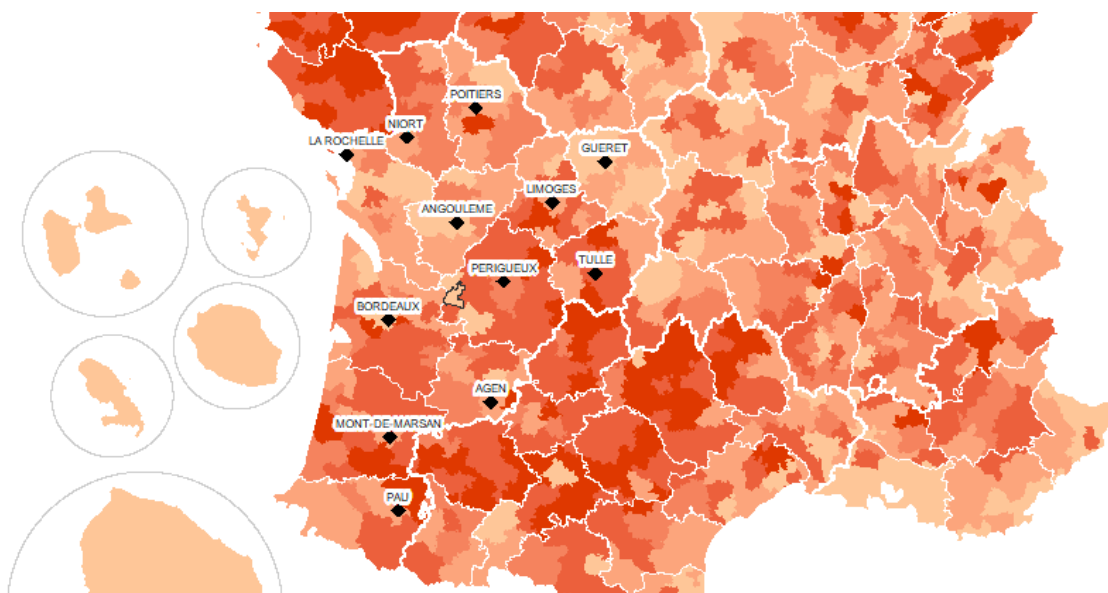 POITIERS
NIORT
LA ROCHELLE
GUERET
LIMOGES
ANGOULEME
TULLE
PERIGUEUX
BORDEAUX
AGEN
MONT-DE-MARSAN
PAU